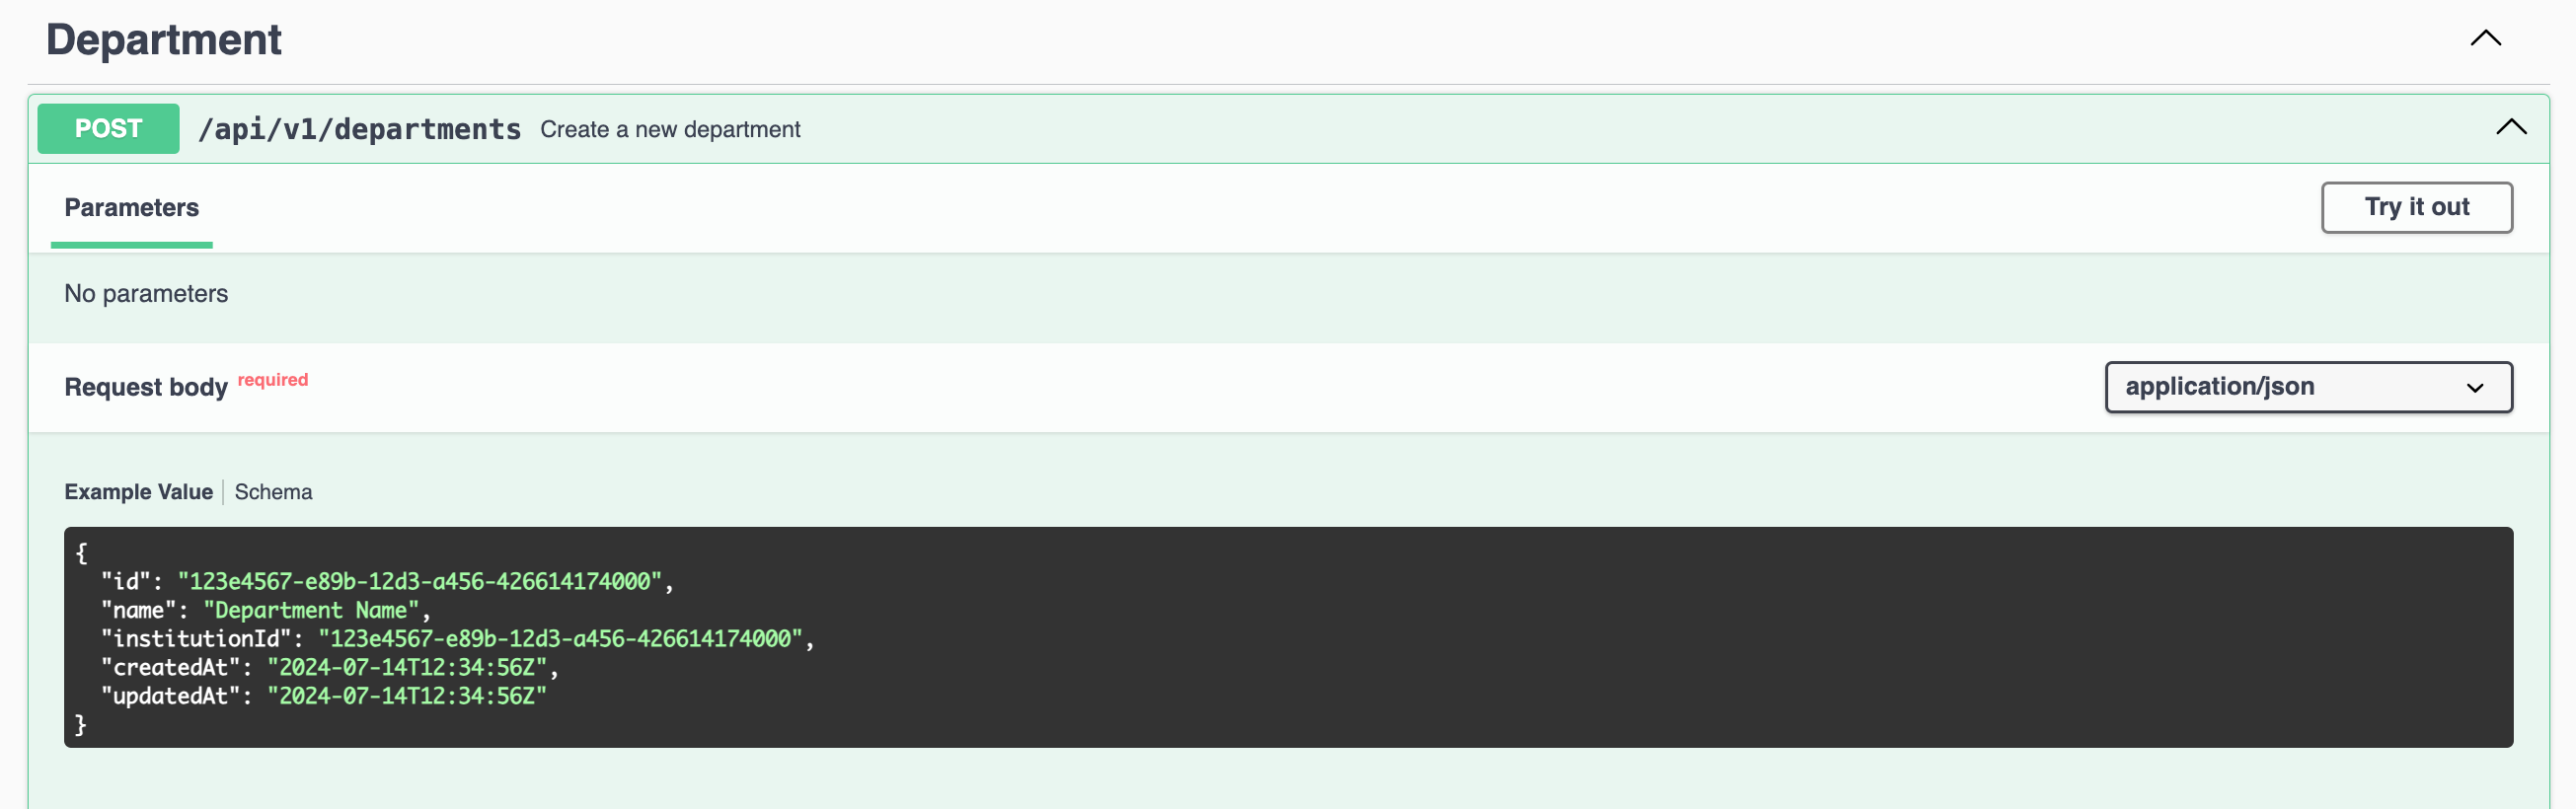 Department
POST /api/v1/departments Create a new department
Parameters
Try it out
No parameters
Request body required
application/json
Example Value Schema
{
  "id": "123e4567-e89b-12d3-a456-426614174000",
  "name": "Department Name",
  "institutionId": "123e4567-e89b-12d3-a456-426614174000",
  "createdAt": "2024-07-14T12:34:56Z",
  "updatedAt": "2024-07-14T12:34:56Z"
}